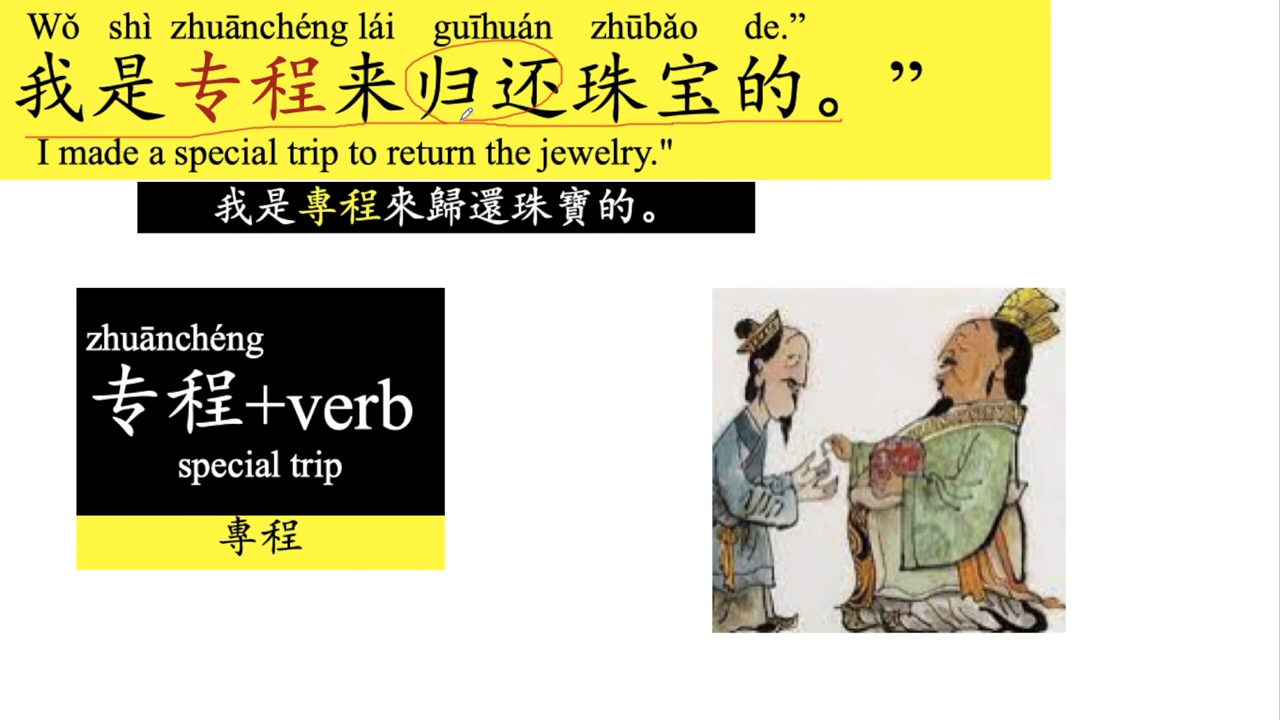 Wǒ shì zhuānchéng lái guīhuán zhūbǎo de.”
我是专程来归还珠宝的。”
I made a special trip to return the jewelry."
我是專程來歸還珠寶的。
zhuānchéng
专程+verb
special trip
專程